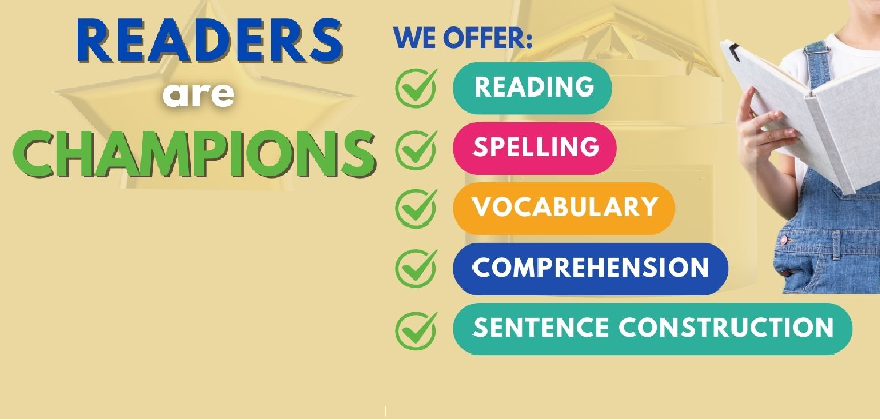 READERS
are
CHAMPIONS
WE OFFER:
READING
SPELLING
VOCABULARY
COMPREHENSION
SENTENCE CONSTRUCTION